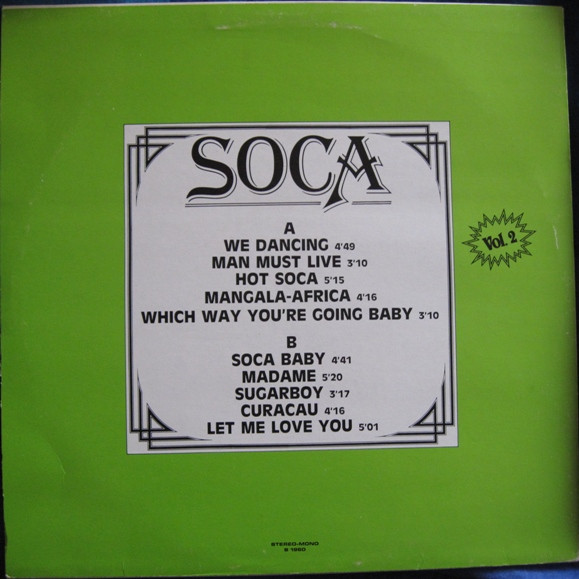 SOCA
A
WE DANCING 4'49
MAN MUST LIVE 3'10
HOT SOCA 5'15
MANGALA-AFRICA 4'16
WHICH WAY YOU'RE GOING BABY 3'10
Vol. 2
B
SOCA BABY 4'41
MADAME 5'20
SUGARBOY 3'17
CURACAU 4'16
LET ME LOVE YOU 5'01
STEREO-MONO